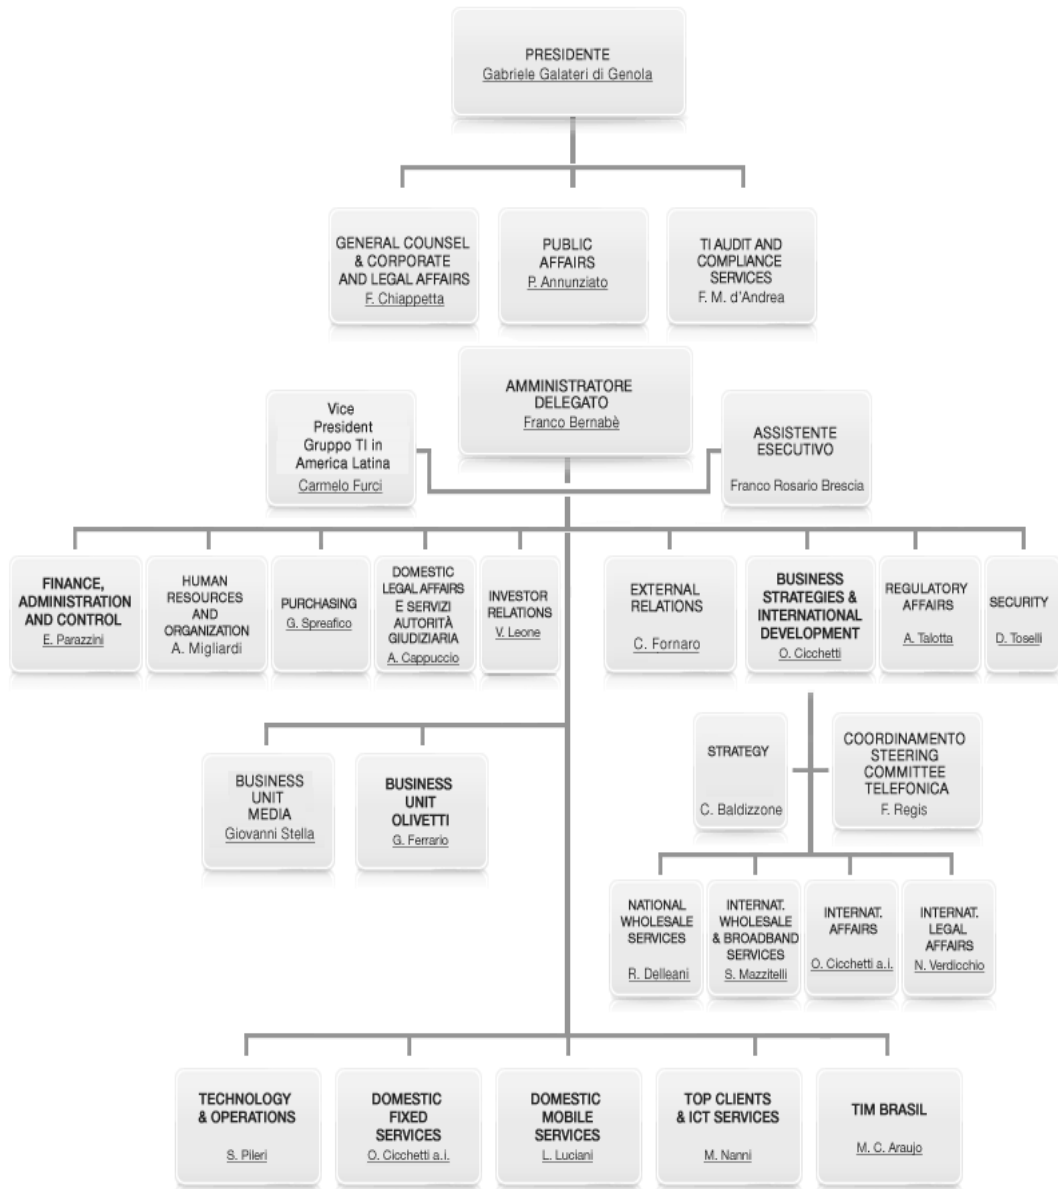 PRESIDENTE
Gabriele Galateri di Genola
GENERAL COUNSEL
& CORPORATE
AND LEGAL AFFAIRS
F. Chiappetta
PUBLIC
AFFAIRS
P. Annunziato
TI AUDIT AND
COMPLIANCE
SERVICES
F. M. d'Andrea
AMMINISTRATORE
DELEGATO
Franco Bernabè
Vice
President
Gruppo TI in
America Latina
Carmelo Furci
ASSISTENTE
ESECUTIVO
Franco Rosario Brescia
FINANCE,
ADMINISTRATION
AND CONTROL
E. Parazzini
HUMAN
RESOURCES
AND
ORGANIZATION
A. Migliardi
PURCHASING
G. Spreafico
DOMESTIC
LEGAL AFFAIRS
E SERVIZI
AUTORITÀ
GIUDIZIARIA
A. Cappuccio
INVESTOR
RELATIONS
V. Leone
EXTERNAL
RELATIONS
C. Fornaro
BUSINESS
STRATEGIES &
INTERNATIONAL
DEVELOPMENT
O. Cicchetti
REGULATORY
AFFAIRS
A. Talotta
SECURITY
D. Toselli
BUSINESS
UNIT
MEDIA
Giovanni Stella
BUSINESS
UNIT
OLIVETTI
G. Ferrario
STRATEGY
C. Baldizzone
COORDINAMENTO
STEERING
COMMITTEE
TELEFONICA
F. Regis
NATIONAL
WHOLESALE
SERVICES
R. Delleani
INTERNAT.
WHOLESALE
& BROADBAND
SERVICES
S. Mazzitelli
INTERNAT.
AFFAIRS
O. Cicchetti a.i.
INTERNAT.
LEGAL
AFFAIRS
N. Verdicchio
TECHNOLOGY
& OPERATIONS
S. Pileri
DOMESTIC
FIXED
SERVICES
O. Cicchetti a.i.
DOMESTIC
MOBILE
SERVICES
L. Luciani
TOP CLIENTS
& ICT SERVICES
M. Nanni
TIM BRASIL
M. C. Araujo